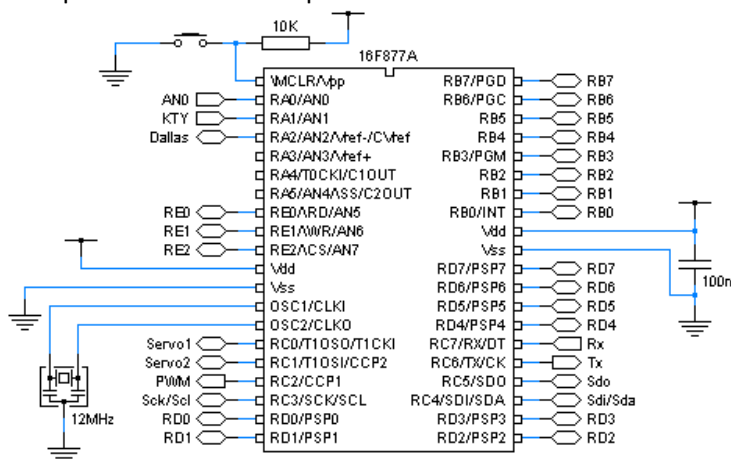 10K
16F877A
\MCLR/Vpp
RB7/PGD
RB7
AN0
RA0/AN0
RB6/PGC
RB6
KTY
RA1/AN1
RB5
RB5
Dallas
RA2/AN2/Vref-/CVref
RB4
RB4
RA3/AN3/Vref+
RB3/PGM
RB3
RA4/T0CKI/C1OUT
RB2
RB2
RA5/AN4/\SS/C2OUT
RB1
RB1
RE0
RE0/\RD/AN5
RB0/INT
RB0
RE1
RE1/\WR/AN6
Vdd
RE2
RE2/\CS/AN7
Vss
Vdd
RD7/PSP7
RD7
100n
Vss
RD6/PSP6
RD6
OSC1/CLKI
RD5/PSP5
RD5
OSC2/CLKO
RD4/PSP4
RD4
Servo1
RC0/T1OSO/T1CKI
RC7/RX/DT
Rx
Servo2
RC1/T1OSI/CCP2
RC6/TX/CK
Tx
PWM
RC2/CCP1
RC5/SDO
Sdo
Sck/Scl
RC3/SCK/SCL
RC4/SDI/SDA
Sdi/Sda
12MHz
RD0
RD0/PSP0
RD3/PSP3
RD3
RD1
RD1/PSP1
RD2/PSP2
RD2